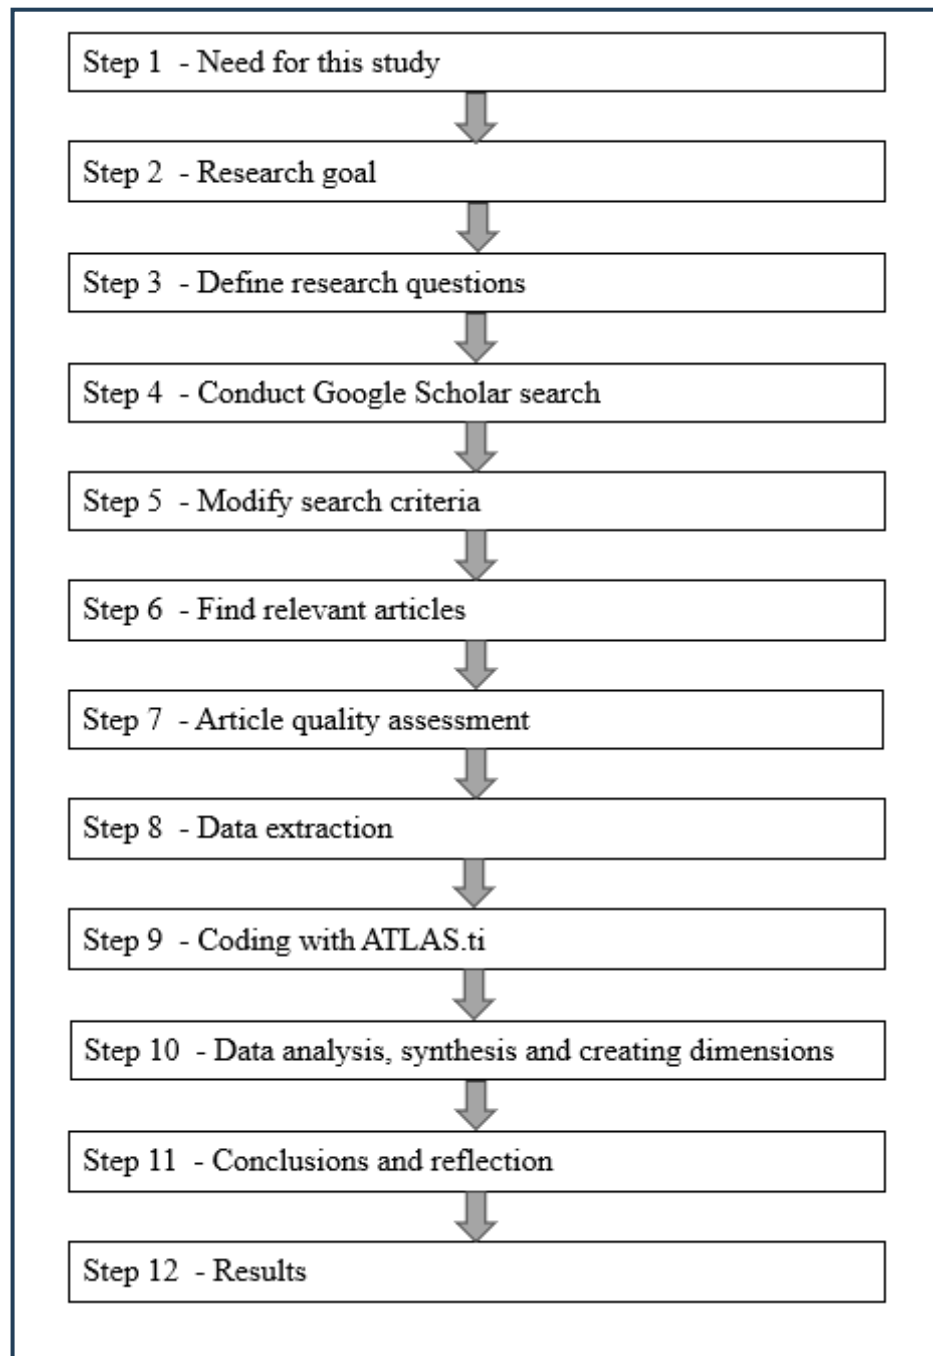 Step 1 - Need for this study
Step 2 - Research goal
Step 3 - Define research questions
Step 4 - Conduct Google Scholar search
Step 5 - Modify search criteria
Step 6 - Find relevant articles
Step 7 - Article quality assessment
Step 8 - Data extraction
Step 9 - Coding with ATLAS.ti
Step 10 - Data analysis, synthesis and creating dimensions
Step 11 - Conclusions and reflection
Step 12 - Results